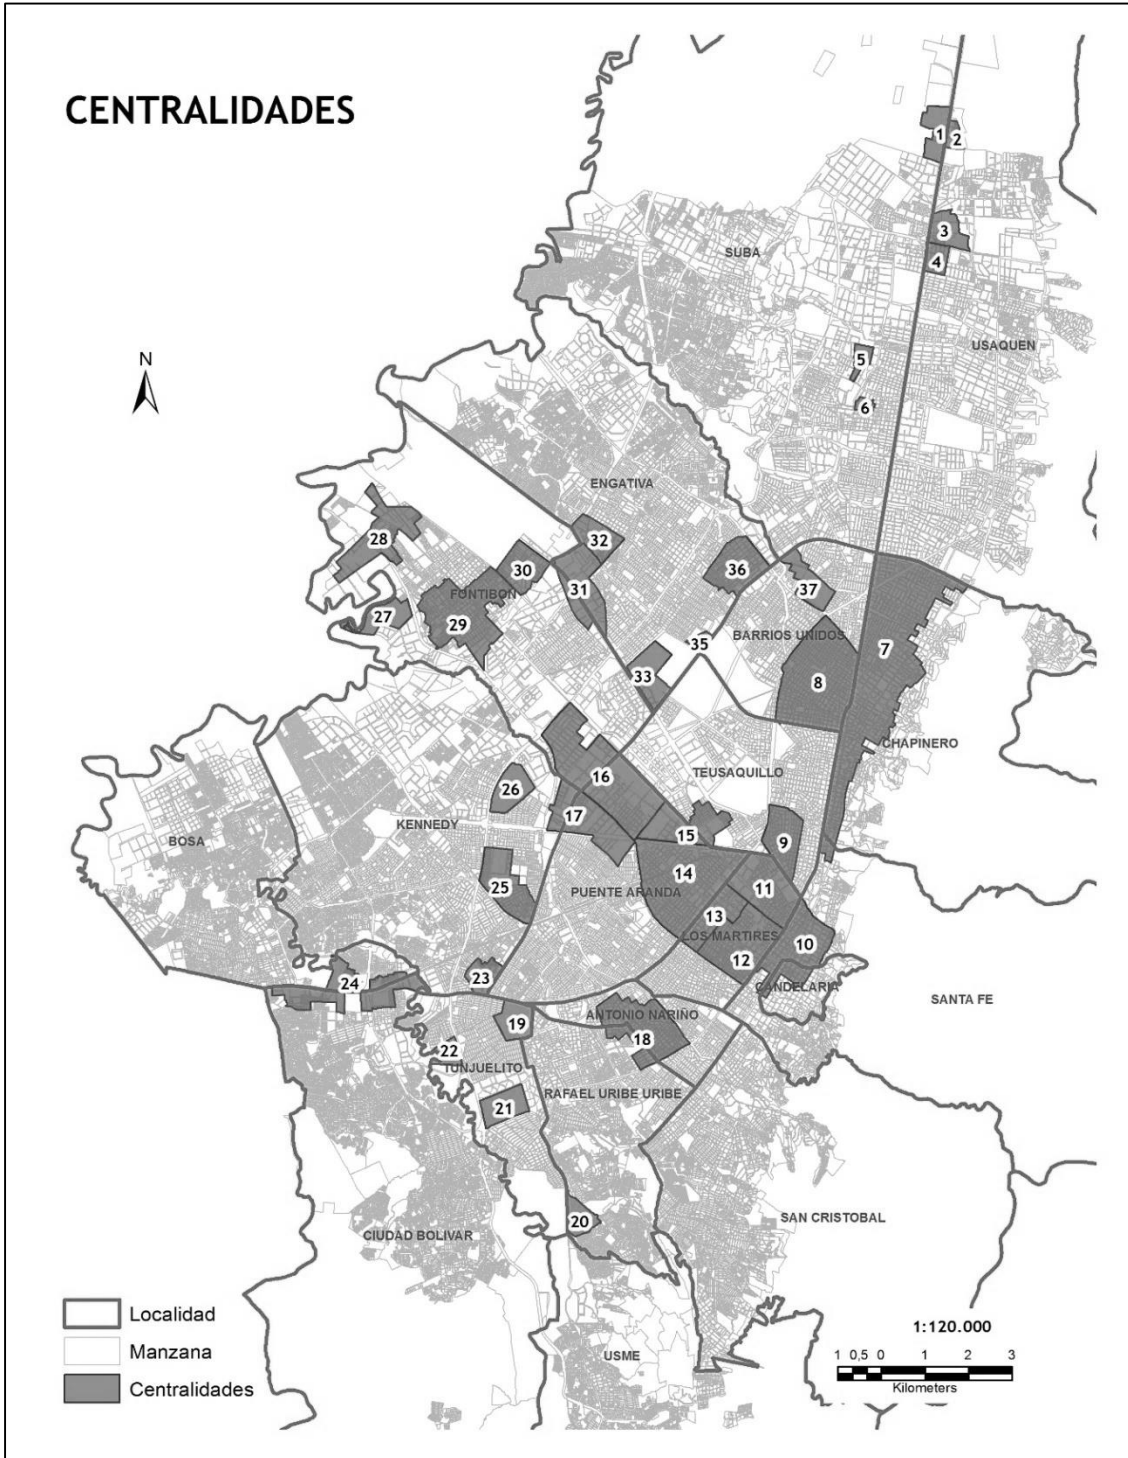 CENTRALIDADES
1
2
3
SUBA
4
N
USAQUEN
5
6
ENGATIVA
32
28
36
30
31
37
FONTIBON
27
29
35
BARRIOS UNIDOS
7
33
8
CHAPINERO
TEUSAQUILLO
16
26
17
KENNEDY
15
BOSA
9
14
25
PUENTE ARANDA
11
13
LOS MARTIRES
10
12
23
24
CANDELARIA
SANTA FE
ANTONIO NARIÑO
19
18
22
TUNJUELITO
RAFAEL URIBE URIBE
21
SAN CRISTOBAL
20
CIUDAD BOLIVAR
USME
Localidad
Manzana
Centralidades
1:120.000
1 0,5 0 1 2 3
Kilometers